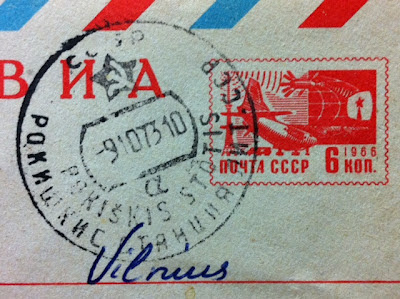 ВИА
СССР
-9.10.73.10
ROKIŠKIS STOTIS
а
РОКИШКИС СТАНЦИЯ
1966
ПОЧТА СССР 6 КОП.
Vilnius